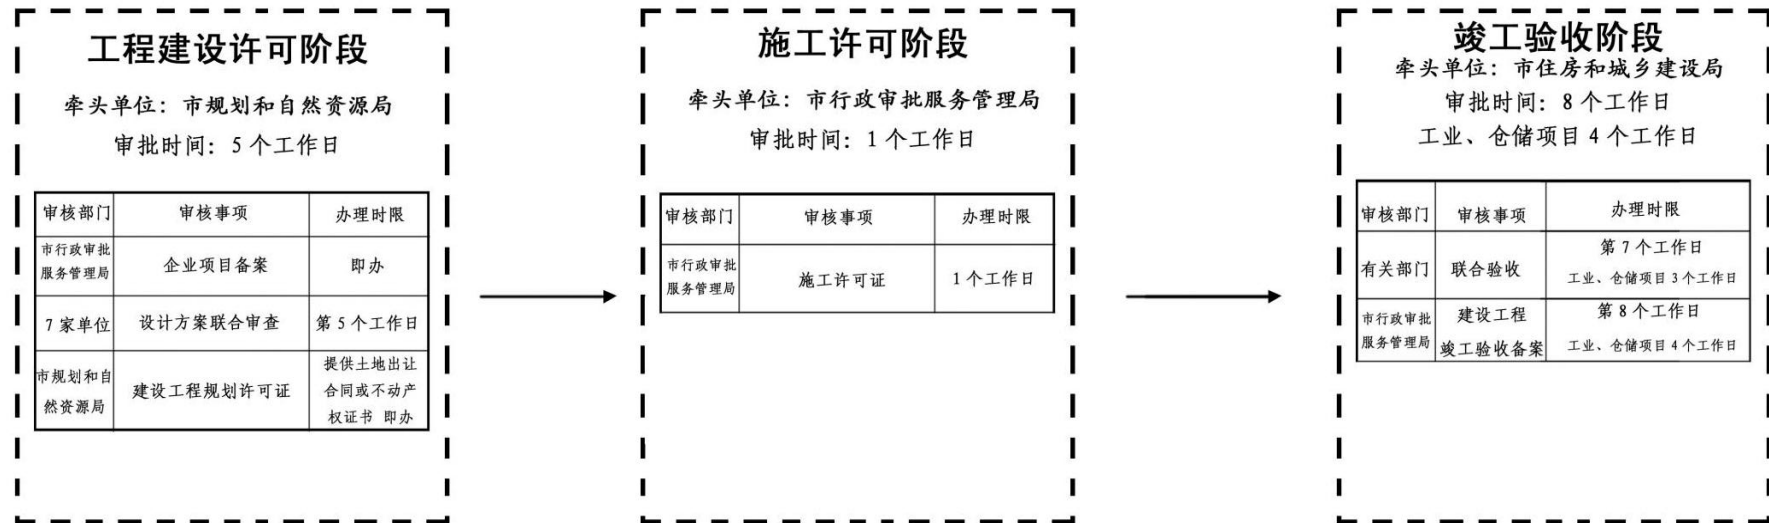 工程建设许可阶段
牵头单位：市规划和自然资源局
审批时间：5个工作日
审核部门 审核事项 办理时限
市行政审批
服务管理局
企业项目备案
即办
7家单位
设计方案联合审查
第5个工作日
市规划和自
然资源局
建设工程规划许可证
提供土地出让
合同或不动产
权证书 即办
施工许可阶段
牵头单位：市行政审批服务管理局
审批时间：1个工作日
审核部门 审核事项 办理时限
市行政审批
服务管理局
施工许可证
1个工作日
竣工验收阶段
牵头单位：市住房和城乡建设局
审批时间：8个工作日
工业、仓储项目4个工作日
审核部门 审核事项 办理时限
有关部门
联合验收
第7个工作日
工业、仓储项目3个工作日
市行政审批
服务管理局
建设工程
竣工验收备案
第8个工作日
工业、仓储项目4个工作日